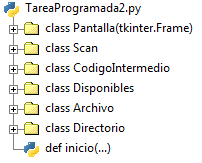 TareaProgramada2.py
class Pantalla(tkinter.Frame)
class Scan
class CodigoIntermedio
class Disponibles
class Archivo
class Directorio
def inicio(...)